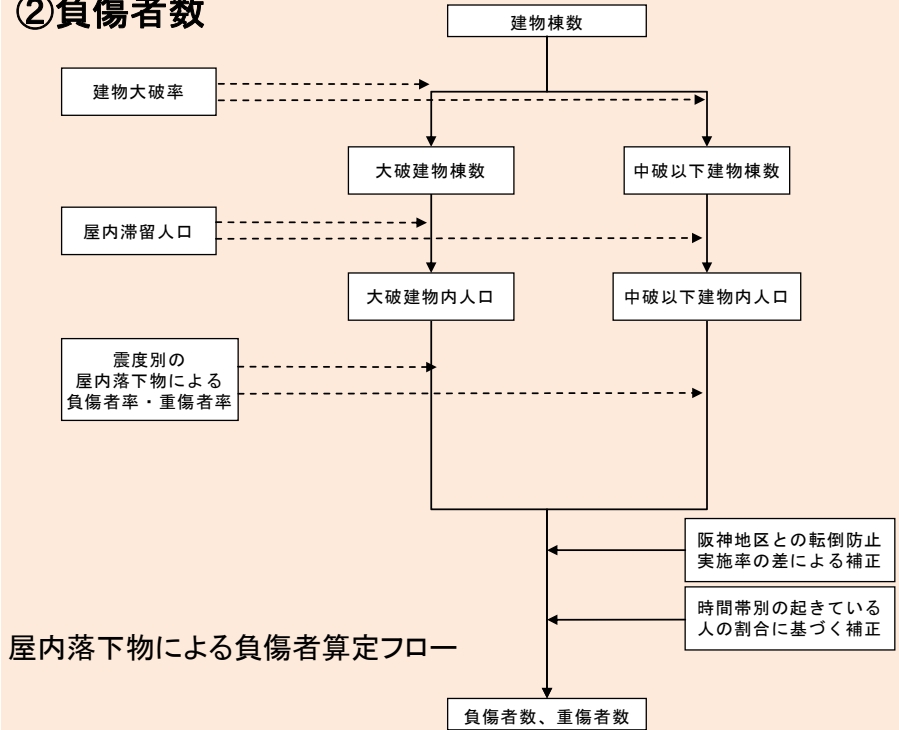 ②負傷者数
建物棟数
建物大破率
大破建物棟数
中破以下建物棟数
屋内滞留人口
大破建物内人口
中破以下建物内人口
震度別の
屋内落下物による
負傷者率・重傷者率
阪神地区との転倒防止
実施率の差による補正
時間帯別の起きている
人の割合に基づく補正
屋内落下物による負傷者算定フロー
負傷者数、重傷者数